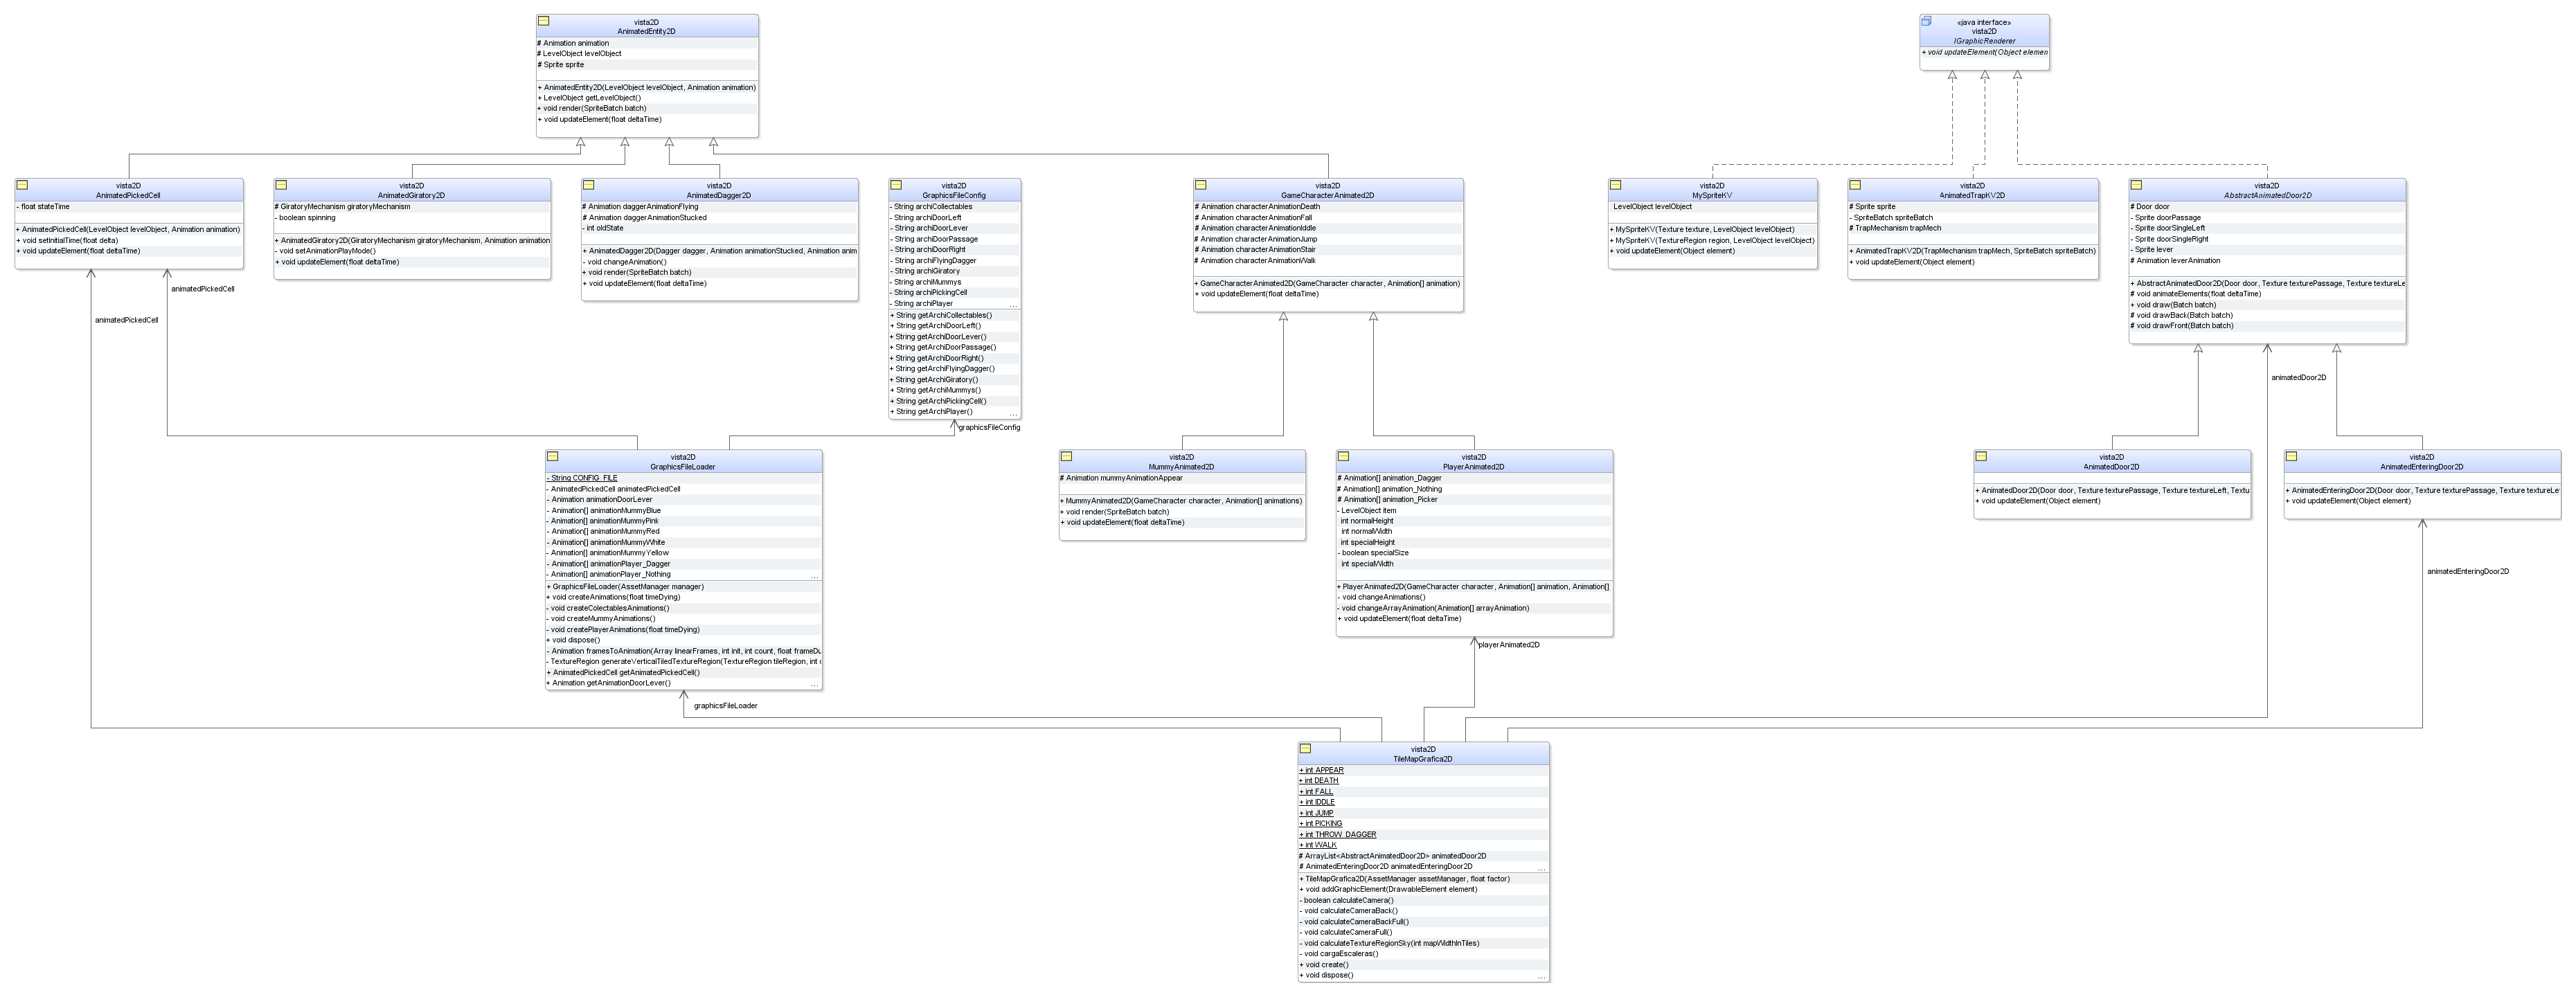 vista2D
AnimatedEntity2D
# Animation animation
# LevelObject levelObject
# Sprite sprite
+ AnimatedEntity2D(LevelObject levelObject, Animation animation)
+ LevelObject getLevelObject()
+ void render(SpriteBatch batch)
+ void updateElement(float deltaTime)
«java interface»
vista2D
IGraphicRenderer
+ void updateElement(Object elemen
vista2D
AnimatedPickedCell
- float stateTime
+ AnimatedPickedCell(LevelObject levelObject, Animation animation)
+ void setInitialTime(float delta)
+ void updateElement(float deltaTime)
vista2D
AnimatedGiratory2D
# GiratoryMechanism giratoryMechanism
- boolean spinning
+ AnimatedGiratory2D(GiratoryMechanism giratoryMechanism, Animation animation
- void setAnimationPlayMode()
+ void updateElement(float deltaTime)
vista2D
AnimatedDagger2D
# Animation daggerAnimationFlying
# Animation daggerAnimationStucked
- int oldState
+ AnimatedDagger2D(Dagger dagger, Animation animationStucked, Animation anim
- void changeAnimation()
+ void render(SpriteBatch batch)
+ void updateElement(float deltaTime)
vista2D
GraphicsFileConfig
- String archiCollectables
- String archiDoorLeft
- String archiDoorLever
- String archiDoorPassage
- String archiDoorRight
- String archiFlyingDagger
- String archiGiratory
- String archiMummys
- String archiPickingCell
- String archiPlayer
...
+ String getArchiCollectables()
+ String getArchiDoorLeft()
+ String getArchiDoorLever()
+ String getArchiDoorPassage()
+ String getArchiDoorRight()
+ String getArchiFlyingDagger()
+ String getArchiGiratory()
+ String getArchiMummys()
+ String getArchiPickingCell()
+ String getArchiPlayer()
...
vista2D
GameCharacterAnimated2D
# Animation characterAnimationDeath
# Animation characterAnimationFall
# Animation characterAnimationIddle
# Animation characterAnimationJump
# Animation characterAnimationStair
# Animation characterAnimationWalk
+ GameCharacterAnimated2D(GameCharacter character, Animation[] animation)
+ void updateElement(float deltaTime)
vista2D
MySpriteKV
LevelObject levelObject
+ MySpriteKV(Texture texture, LevelObject levelObject)
+ MySpriteKV(TextureRegion region, LevelObject levelObject)
+ void updateElement(Object element)
vista2D
AnimatedTrapKV2D
# Sprite sprite
- SpriteBatch spriteBatch
# TrapMechanism trapMech
+ AnimatedTrapKV2D(TrapMechanism trapMech, SpriteBatch spriteBatch)
+ void updateElement(Object element)
vista2D
AbstractAnimatedDoor2D
# Door door
- Sprite doorPassage
- Sprite doorSingleLeft
- Sprite doorSingleRight
- Sprite lever
# Animation leverAnimation
+ AbstractAnimatedDoor2D(Door door, Texture texturePassage, Texture textureLe
# void animateElements(float deltaTime)
+ void draw(Batch batch)
# void drawBack(Batch batch)
# void drawFront(Batch batch)
animatedPickedCell
animatedPickedCell
animatedDoor2D
graphicsFileConfig
vista2D
GraphicsFileLoader
- String CONFIG_FILE
- AnimatedPickedCell animatedPickedCell
- Animation animationDoorLever
- Animation[] animationMummyBlue
- Animation[] animationMummyPink
- Animation[] animationMummyRed
- Animation[] animationMummyWhite
- Animation[] animationMummyYellow
- Animation[] animationPlayer_Dagger
- Animation[] animationPlayer_Nothing
...
+ GraphicsFileLoader(AssetManager manager)
+ void createAnimations(float timeDying)
- void createColectablesAnimations()
- void createMummyAnimations()
- void createPlayerAnimations(float timeDying)
+ void dispose()
- Animation framesToAnimation(Array linearFrames, int init, int count, float frameDu
- TextureRegion generateVerticalTiledTextureRegion(TextureRegion tileRegion, int c
+ AnimatedPickedCell getAnimatedPickedCell()
+ Animation getAnimationDoorLever()
...
vista2D
MummyAnimated2D
# Animation mummyAnimationAppear
+ MummyAnimated2D(GameCharacter character, Animation[] animations)
+ void render(SpriteBatch batch)
+ void updateElement(float deltaTime)
vista2D
PlayerAnimated2D
# Animation[] animation_Dagger
# Animation[] animation_Nothing
# Animation[] animation_Picker
- LevelObject item
int normalHeight
int normalWidth
int specialHeight
- boolean specialSize
int specialWidth
+ PlayerAnimated2D(GameCharacter character, Animation[] animation, Animation[]
- void changeAnimations()
- void changeArrayAnimation(Animation[] arrayAnimation)
+ void updateElement(float deltaTime)
vista2D
AnimatedDoor2D
+ AnimatedDoor2D(Door door, Texture texturePassage, Texture textureLeft, Textu
+ void updateElement(Object element)
vista2D
AnimatedEnteringDoor2D
+ AnimatedEnteringDoor2D(Door door, Texture texturePassage, Texture textureLe
+ void updateElement(Object element)
animatedEnteringDoor2D
playerAnimated2D
graphicsFileLoader
vista2D
TileMapGrafica2D
+ int APPEAR
+ int DEATH
+ int FALL
+ int IDDLE
+ int JUMP
+ int PICKING
+ int THROW_DAGGER
+ int WALK
# ArrayList<AbstractAnimatedDoor2D> animatedDoor2D
# AnimatedEnteringDoor2D animatedEnteringDoor2D
...
+ TileMapGrafica2D(AssetManager assetManager, float factor)
+ void addGraphicElement(DrawableElement element)
- boolean calculateCamera()
- void calculateCameraBack()
- void calculateCameraBackFull()
- void calculateCameraFull()
- void calculateTextureRegionSky(int mapWidthInTiles)
- void cargaEscaleras()
+ void create()
+ void dispose()
...